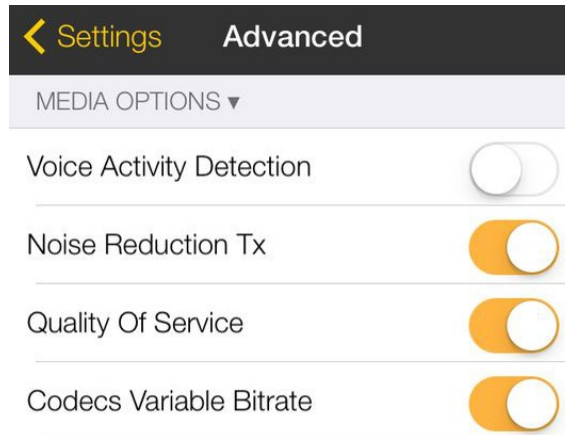 Settings Advanced
MEDIA OPTIONS ▾
Voice Activity Detection
Noise Reduction Tx
Quality Of Service
Codecs Variable Bitrate